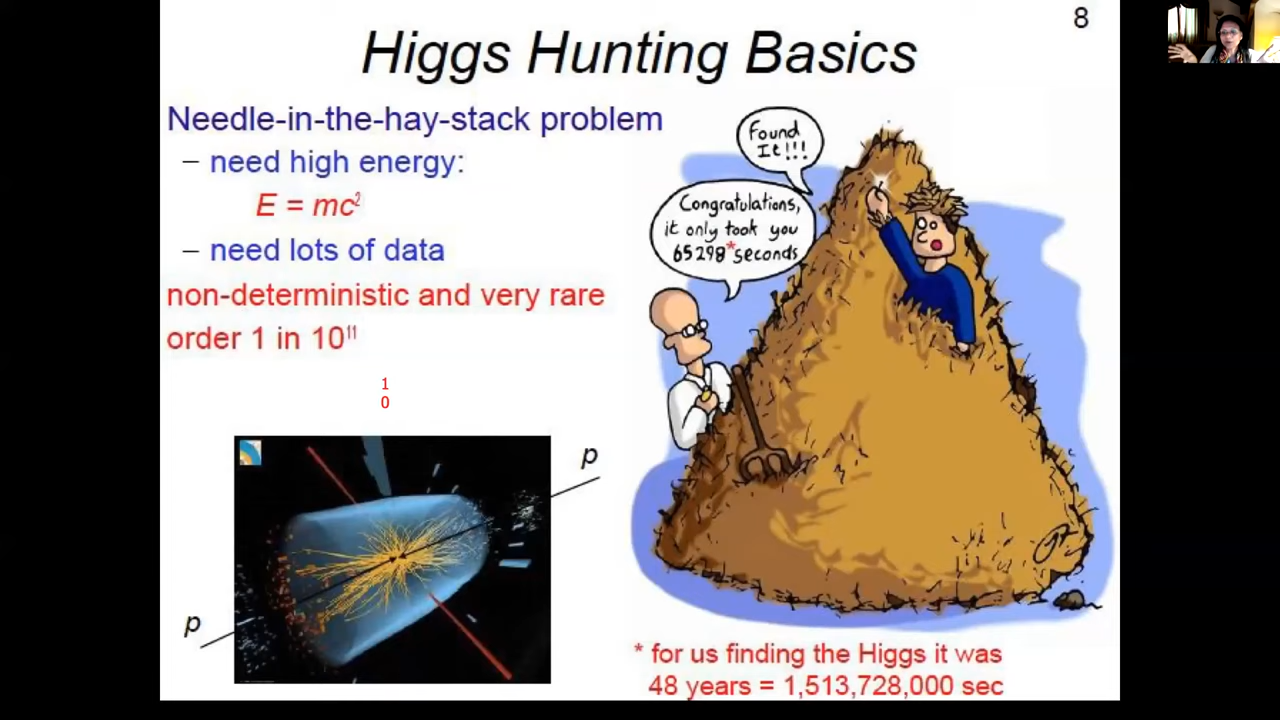 8
Higgs Hunting Basics
Needle-in-the-hay-stack problem
– need high energy:
E = mc²
– need lots of data
non-deterministic and very rare
order 1 in 10¹¹
1
0
p
p
Found
It!!!
Congratulations,
it only took you
65298*seconds
* for us finding the Higgs it was
48 years = 1,513,728,000 sec